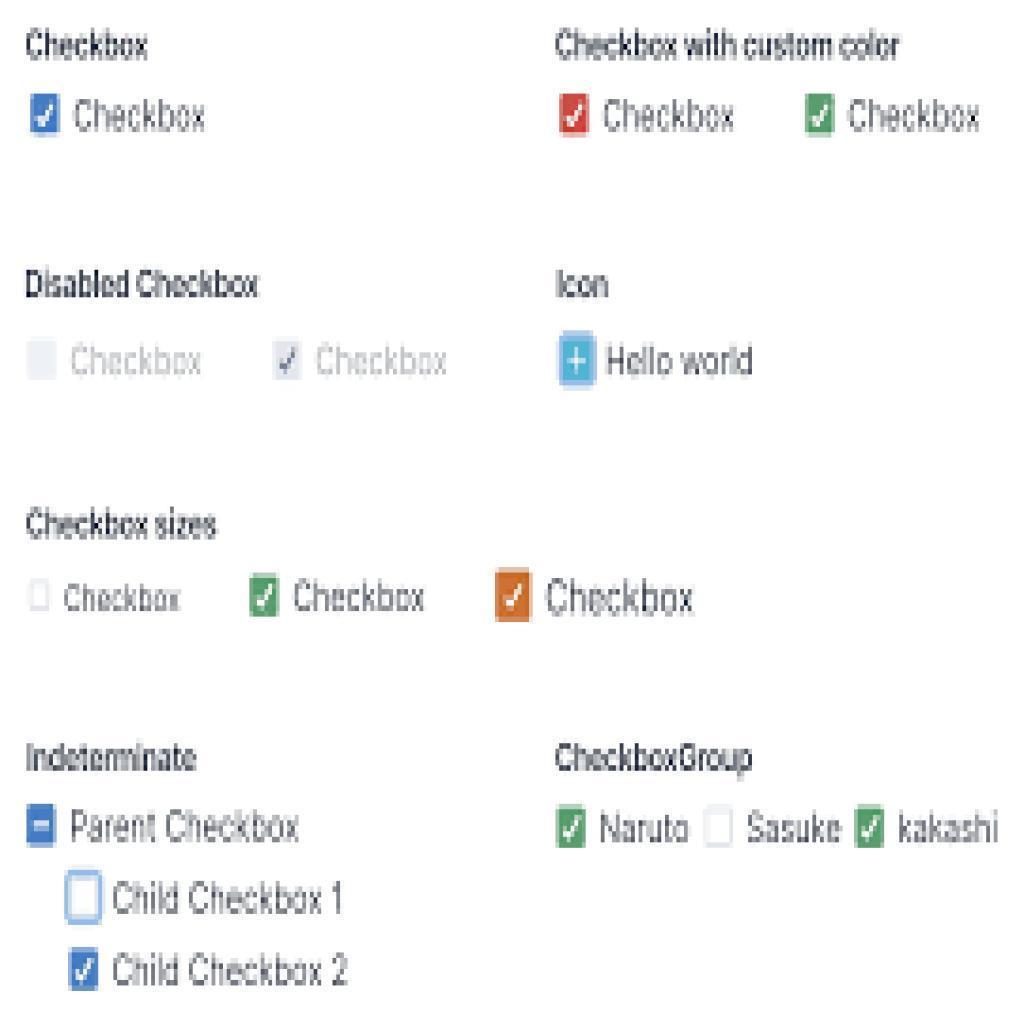 Checkbox
Checkbox
Checkbox with custom color
Checkbox Checkbox
Disabled Checkbox
Checkbox Checkbox
Icon
Hello world
Checkbox sizes
Checkbox Checkbox Checkbox
Indeterminate
Parent Checkbox
Child Checkbox 1
Child Checkbox 2
CheckboxGroup
Naruto Sasuke kakashi